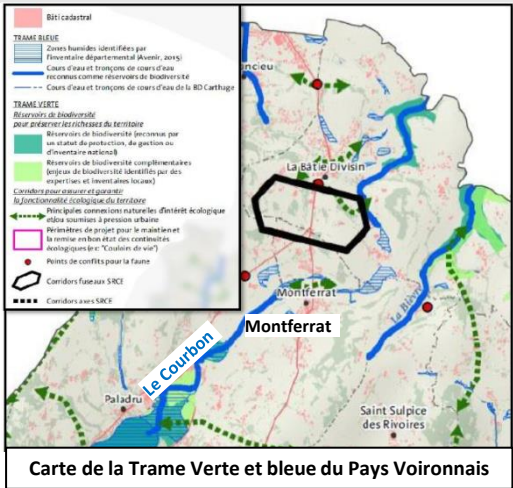 Bâti cadastral
TRAME BLEUE
Zones humides identifiées par
l'inventaire départemental (Avenir, 2015)
Cours d'eau et tronçons de cours d'eau
reconnus comme réservoirs de biodiversité
Cours d'eau et tronçons de cours d'eau de la BD Carthage
TRAME VERTE
Réservoirs de biodiversité
pour préserver les richesses du territoire
Réservoirs de biodiversité (reconnus par
un statut de protection, de gestion ou
d'inventaire national)
Réservoirs de biodiversité complémentaires
(enjeux de biodiversité identifiés par des
expertises et inventaires locaux)
Corridors pour assurer et garantir
la fonctionnalité écologique du territoire
Principales connexions naturelles d'intérêt écologique
et/ou soumises à pression urbaine
Périmètres de projet pour le maintien et
la remise en bon état des continuités
écologiques (ex: "Couloirs de vie")
Points de conflits pour la faune
Corridors fuseaux SRCE
Corridors axes SRCE
ncieu
La Bâtie Divisin
Montferrat
Montferrat
La Bièvre
Le Courbon
Paladru
Saint Sulpice
des Rivoires
Carte de la Trame Verte et bleue du Pays Voironnais